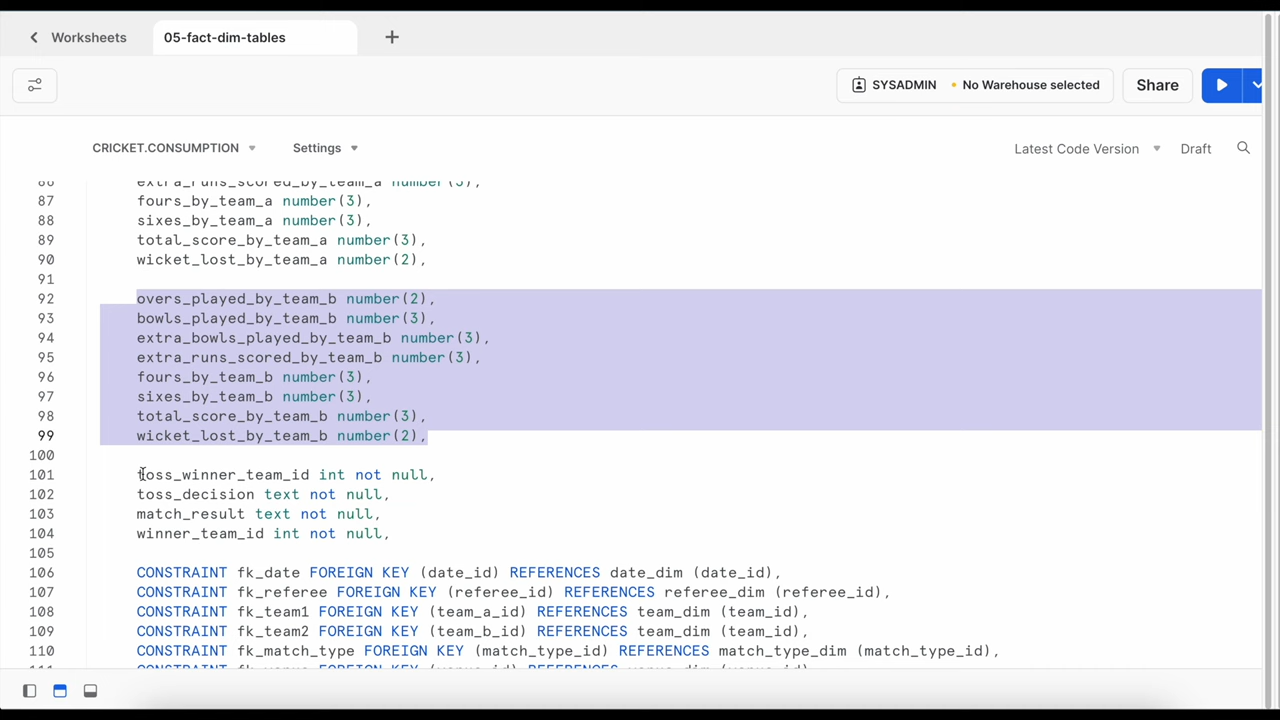 Worksheets
05-fact-dim-tables
SYSADMIN
No Warehouse selected
Share
CRICKET.CONSUMPTION
Settings
Latest Code Version
Draft
86 extra_runs_scored_by_team_a number(3),
87 fours_by_team_a number(3),
88 sixes_by_team_a number(3),
89 total_score_by_team_a number(3),
90 wicket_lost_by_team_a number(2),
91
92 overs_played_by_team_b number(2),
93 bowls_played_by_team_b number(3),
94 extra_bowls_played_by_team_b number(3),
95 extra_runs_scored_by_team_b number(3),
96 fours_by_team_b number(3),
97 sixes_by_team_b number(3),
98 total_score_by_team_b number(3),
99 wicket_lost_by_team_b number(2),
100
101 toss_winner_team_id int not null,
102 toss_decision text not null,
103 match_result text not null,
104 winner_team_id int not null,
105
106 CONSTRAINT fk_date FOREIGN KEY (date_id) REFERENCES date_dim (date_id),
107 CONSTRAINT fk_referee FOREIGN KEY (referee_id) REFERENCES referee_dim (referee_id),
108 CONSTRAINT fk_team1 FOREIGN KEY (team_a_id) REFERENCES team_dim (team_id),
109 CONSTRAINT fk_team2 FOREIGN KEY (team_b_id) REFERENCES team_dim (team_id),
110 CONSTRAINT fk_match_type FOREIGN KEY (match_type_id) REFERENCES match_type_dim (match_type_id),